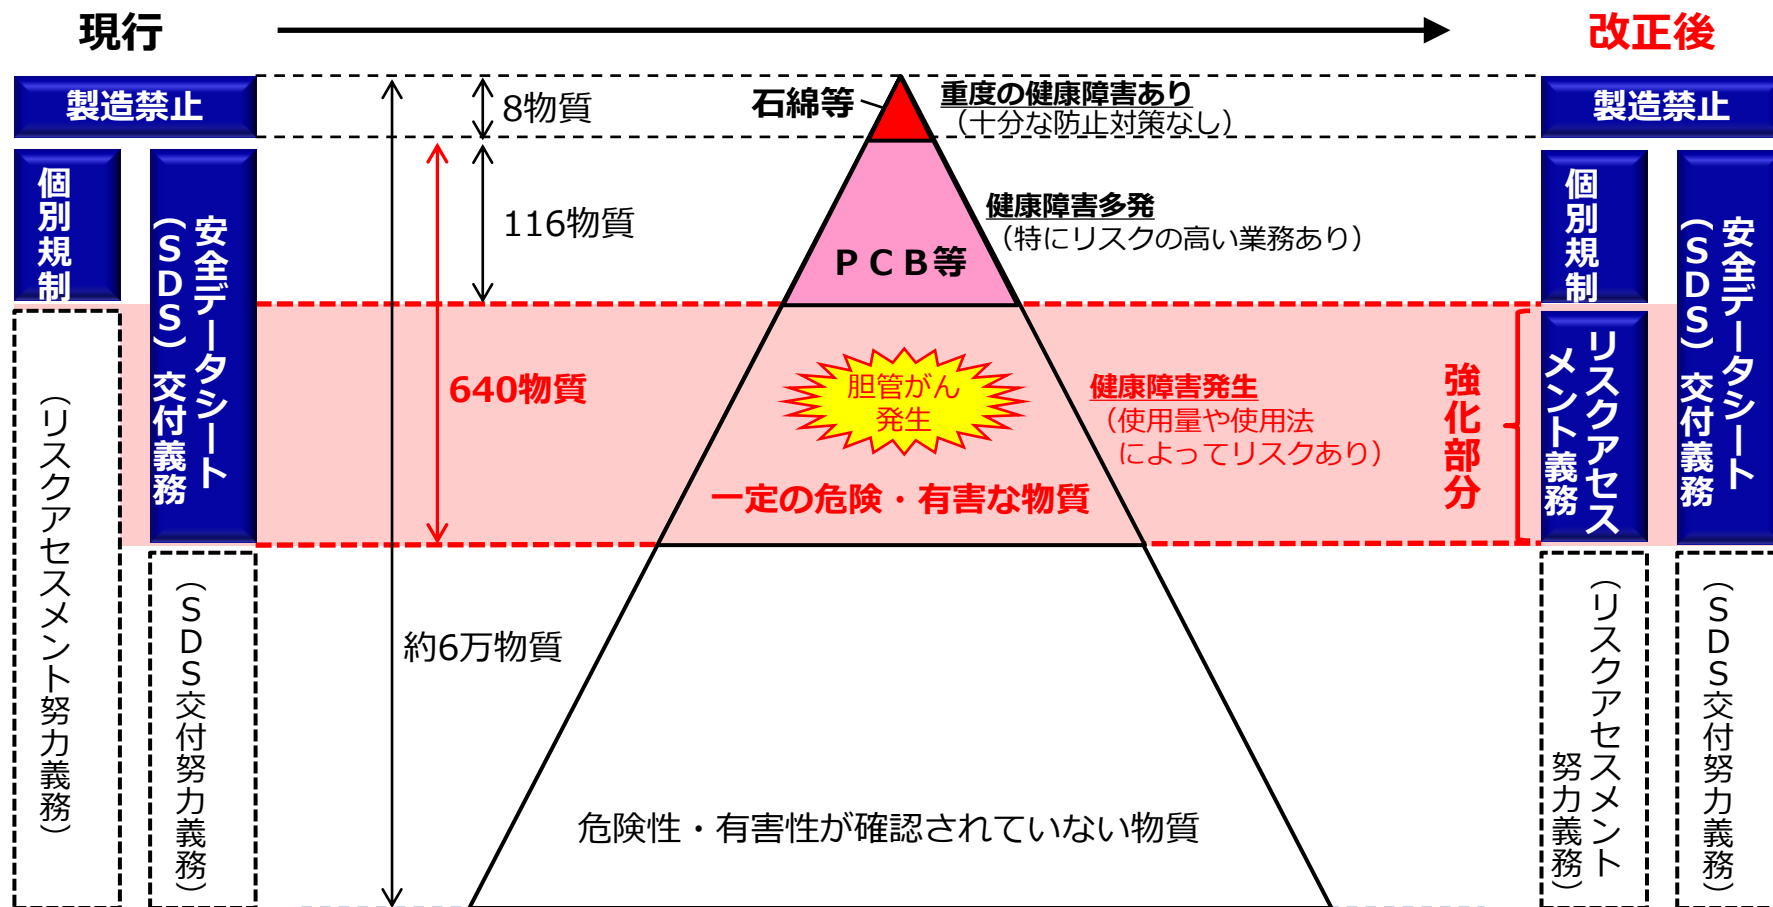 現行
改正後
製造禁止
個別規制
安全データシート
（ＳＤＳ）交付義務
（リスクアセスメント努力義務）
（ＳＤＳ交付努力義務）
8物質
116物質
640物質
約6万物質
石綿等
重度の健康障害あり
（十分な防止対策なし）
ＰＣＢ等
健康障害多発
（特にリスクの高い業務あり）
胆管がん
発生
健康障害発生
（使用量や使用法
によってリスクあり）
一定の危険・有害な物質
危険性・有害性が確認されていない物質
強化部分
製造禁止
個別規制
リスクアセス
メント義務
安全データシート
（ＳＤＳ）交付義務
（リスクアセスメント
努力義務）
（ＳＤＳ交付努力義務）